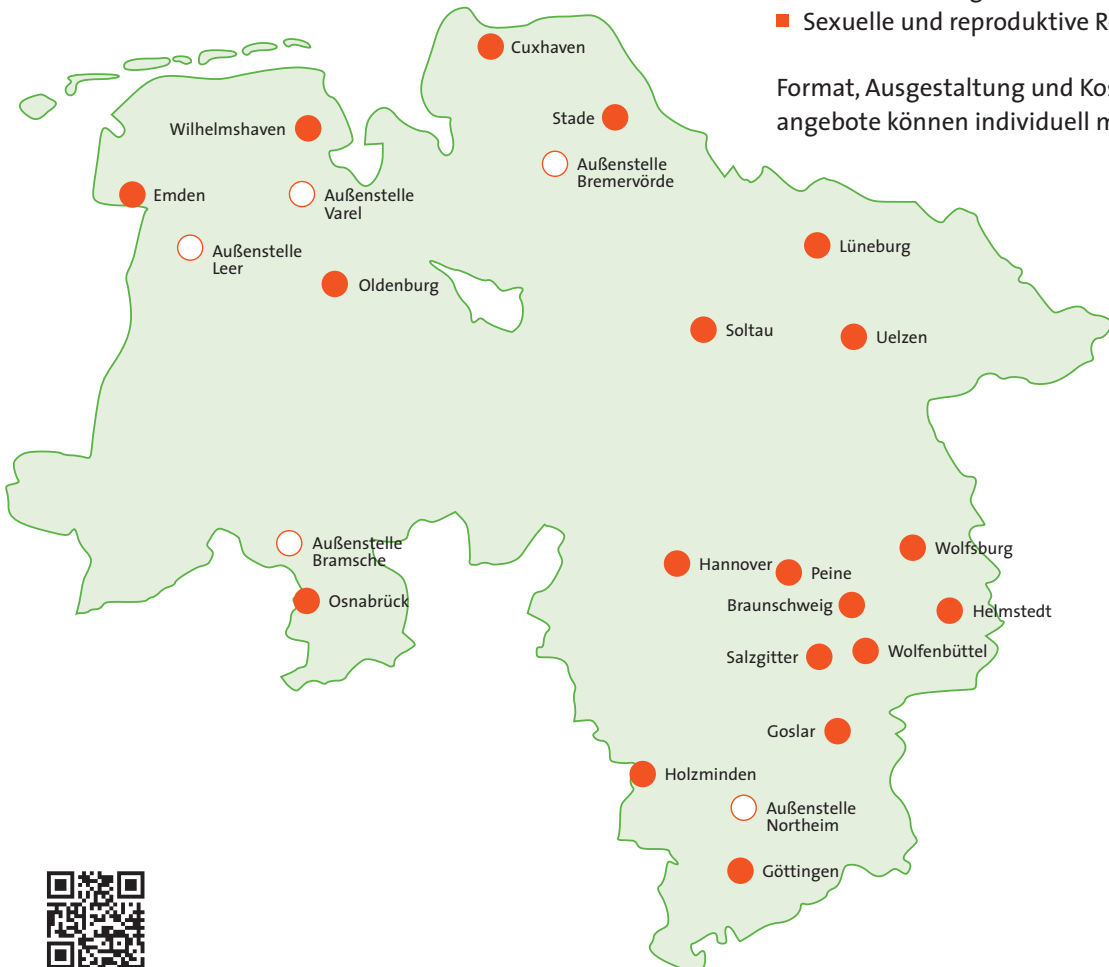 Sexuelle und reproduktive R
Format, Ausgestaltung und Kos
angebote können individuell m
Cuxhaven
Stade
Wilhelmshaven
Außenstelle
Bremervörde
Emden
Außenstelle
Varel
Außenstelle
Leer
Lüneburg
Oldenburg
Soltau
Uelzen
Außenstelle
Bramsche
Wolfsburg
Hannover
Peine
Osnabrück
Braunschweig
Helmstedt
Salzgitter
Wolfenbüttel
Goslar
Holzminden
Außenstelle
Northeim
Göttingen